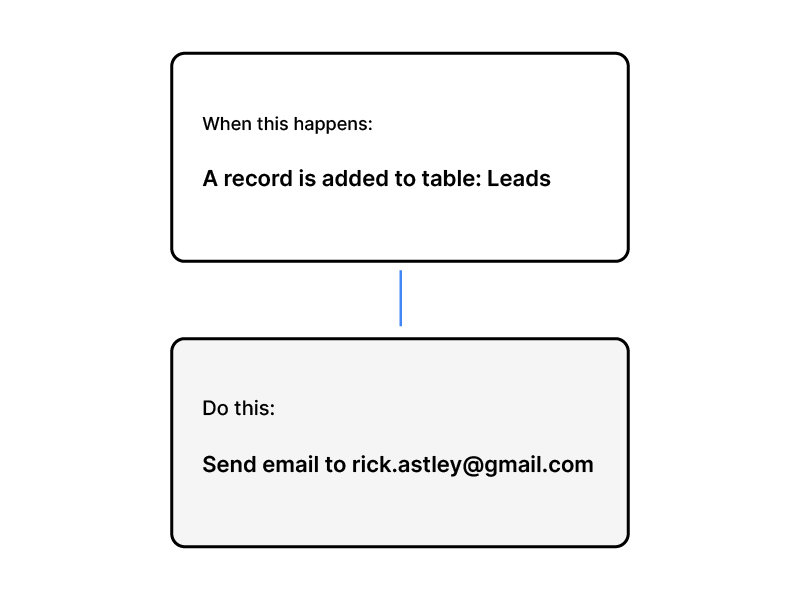 When this happens:
A record is added to table: Leads
Do this:
Send email to rick.astley@gmail.com